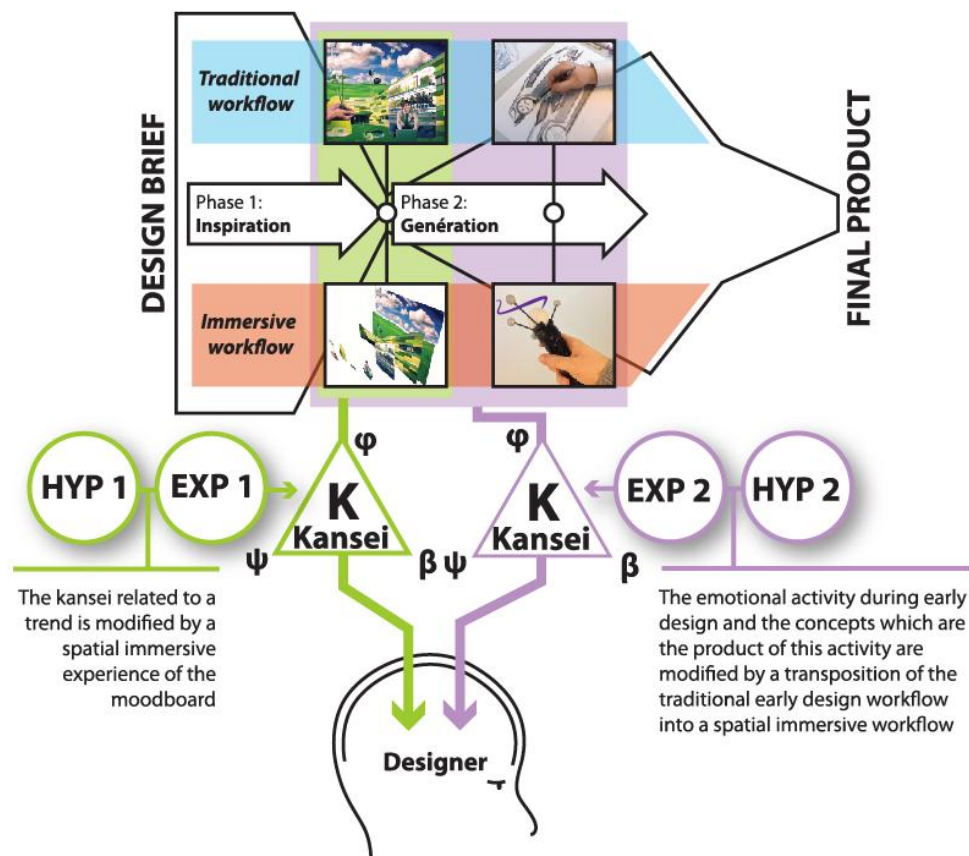 DESIGN BRIEF
Traditional
workflow
Phase 1:
Inspiration
Phase 2:
Genération
Immersive
workflow
FINAL PRODUCT
HYP 1
EXP 1
φ
K
Kansei
ψ
β
φ
K
Kansei
ψ
β
EXP 2
HYP 2
The kansei related to a
trend is modified by a
spatial immersive
experience of the
moodboard
The emotional activity during early
design and the concepts which are
the product of this activity are
modified by a transposition of the
traditional early design workflow
into a spatial immersive workflow
Designer